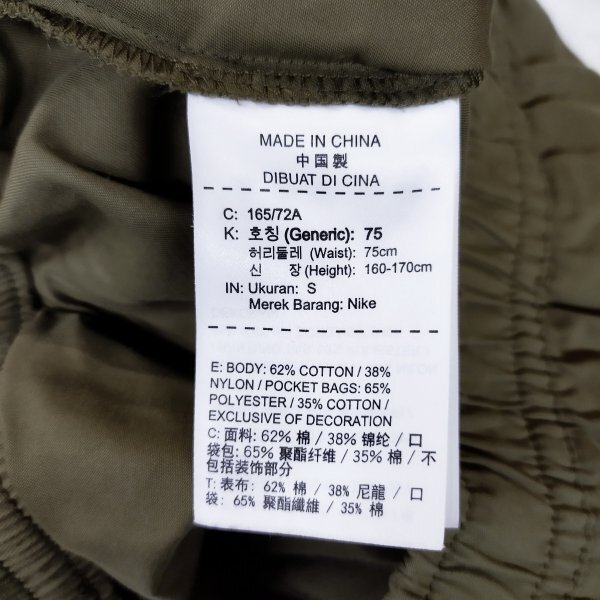 MADE IN CHINA
中国製
DIBUAT DI CINA
C: 165/72A
K: 호칭 (Generic): 75
허리둘레 (Waist): 75cm
신 장 (Height): 160-170cm
IN: Ukuran: S
Merek Barang: Nike
E: BODY: 62% COTTON / 38%
NYLON / POCKET BAGS: 65%
POLYESTER / 35% COTTON /
EXCLUSIVE OF DECORATION
C: 面料: 62% 棉 / 38% 锦纶 / 口
袋包: 65% 聚酯纤维 / 35% 棉 / 不
包括装饰部分
T: 表布: 62% 棉 / 38% 尼龍 / 口
袋: 65% 聚酯纖維 / 35% 棉